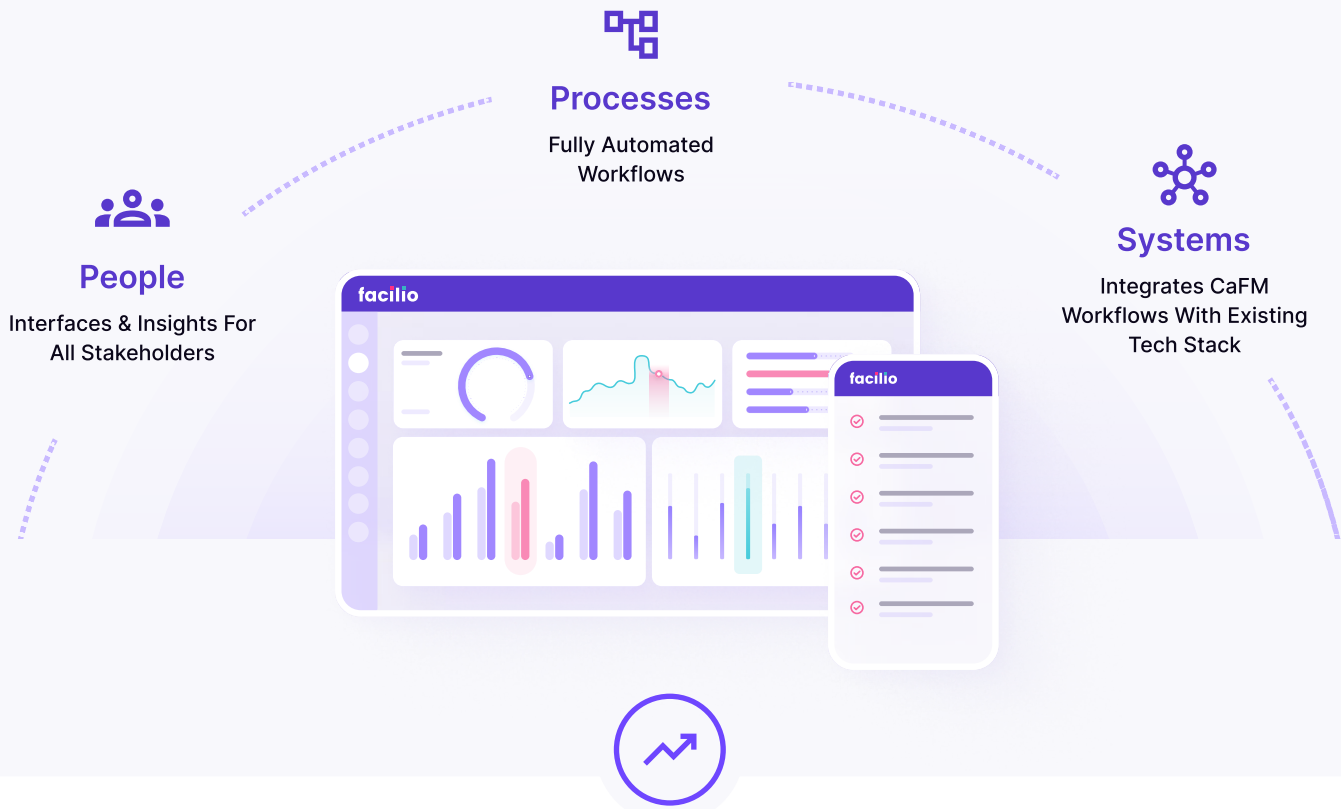 Processes
Fully Automated
Workflows
People
Interfaces & Insights For
All Stakeholders
Systems
Integrates CaFM
Workflows With Existing
Tech Stack
facilio
facilio